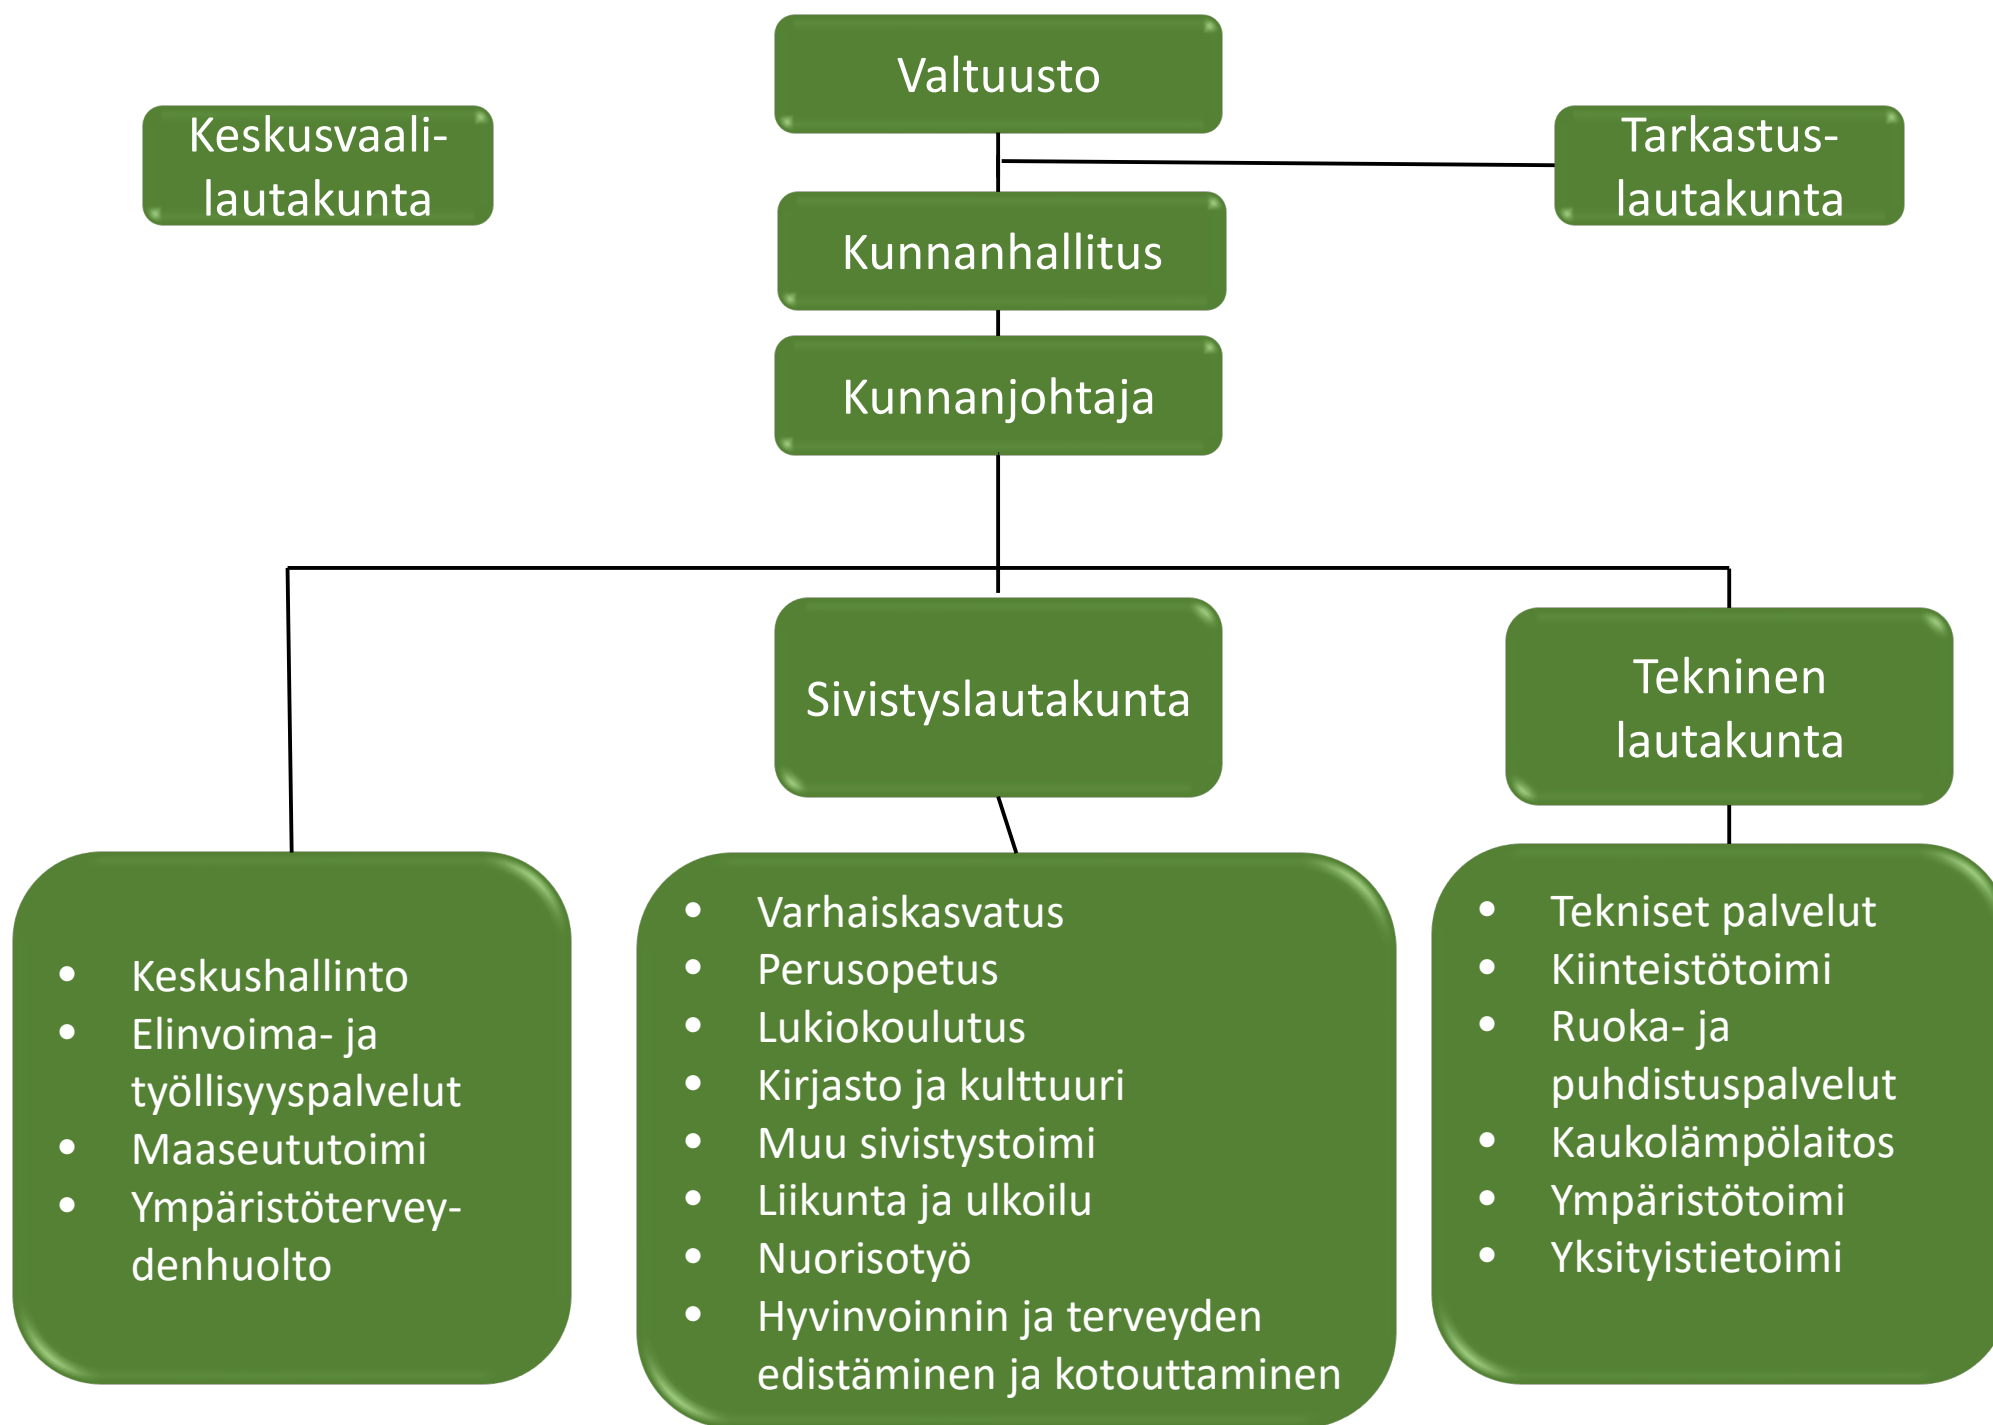 Valtuusto
Keskusvaali-
lautakunta
Tarkastus-
lautakunta
Kunnanhallitus
Kunnanjohtaja
Sivistyslautakunta
Tekninen
lautakunta
• Keskushallinto
• Elinvoima- ja
työllisyyspalvelut
• Maaseututoimi
• Ympäristötervey-
denhuolto
• Varhaiskasvatus
• Perusopetus
• Lukiokoulutus
• Kirjasto ja kulttuuri
• Muu sivistystoimi
• Liikunta ja ulkoilu
• Nuorisotyö
• Hyvinvoinnin ja terveyden
edistäminen ja kotouttaminen
• Tekniset palvelut
• Kiinteistötoimi
• Ruoka- ja
puhdistuspalvelut
• Kaukolämpölaitos
• Ympäristötoimi
• Yksityistietoimi